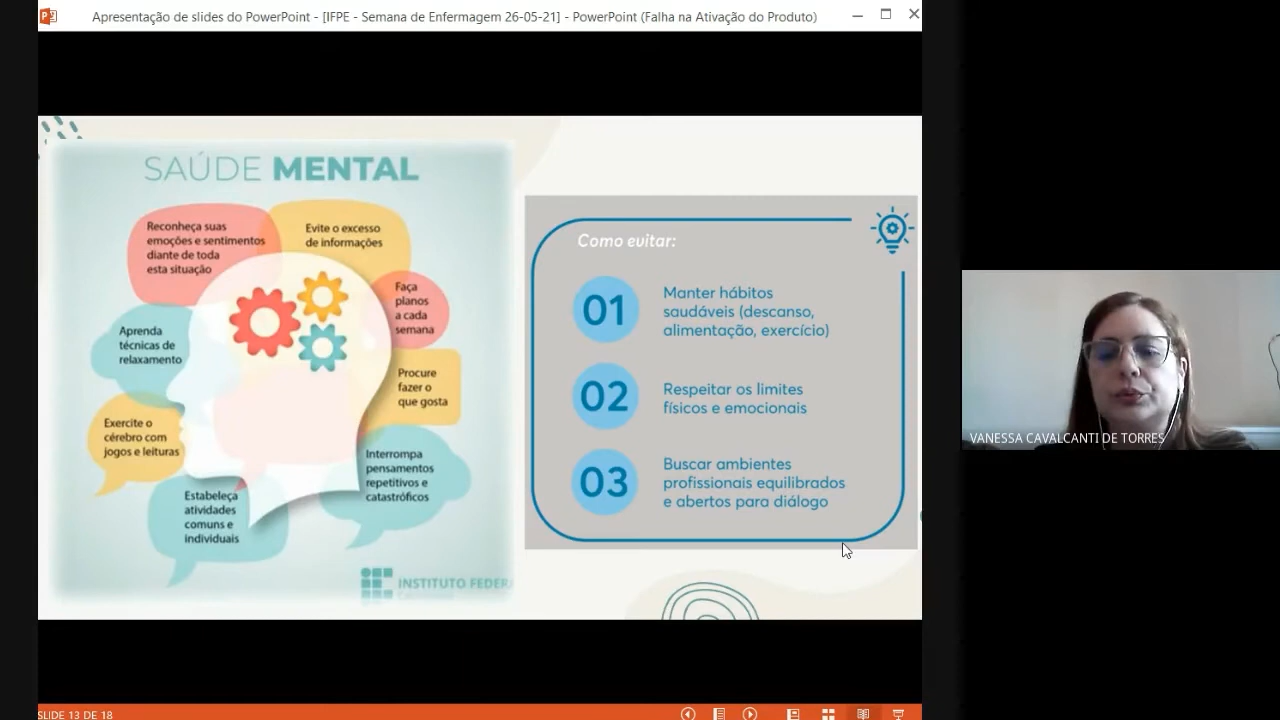 Apresentação de slides do PowerPoint - [IFPE - Semana de Enfermagem 26-05-21] - PowerPoint (Falha na Ativação do Produto)
SAÚDE MENTAL
Reconheça suas
emoções e sentimentos
diante de toda
esta situação
Evite o excesso
de informações
Faça
planos
a cada
semana
Aprenda
técnicas de
relaxamento
Procure
fazer o
que gosta
Exercite o
cérebro com
jogos e leituras
Interrompa
pensamentos
repetitivos e
catastróficos
Estabeleça
atividades
comuns e
individuais
INSTITUTO FEDER
Como evitar:
01
Manter hábitos
saudáveis (descanso,
alimentação, exercício)
02
Respeitar os limites
físicos e emocionais
03
Buscar ambientes
profissionais equilibrados
e abertos para diálogo
VANESSA CAVALCANTI DE TORRES
SLIDE 13 DE 18